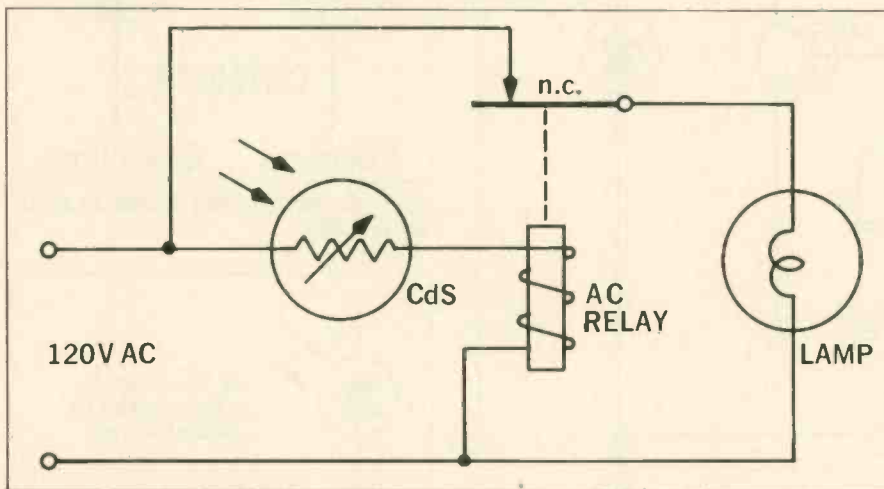 n.c.
CdS
AC
RELAY
120V AC
LAMP